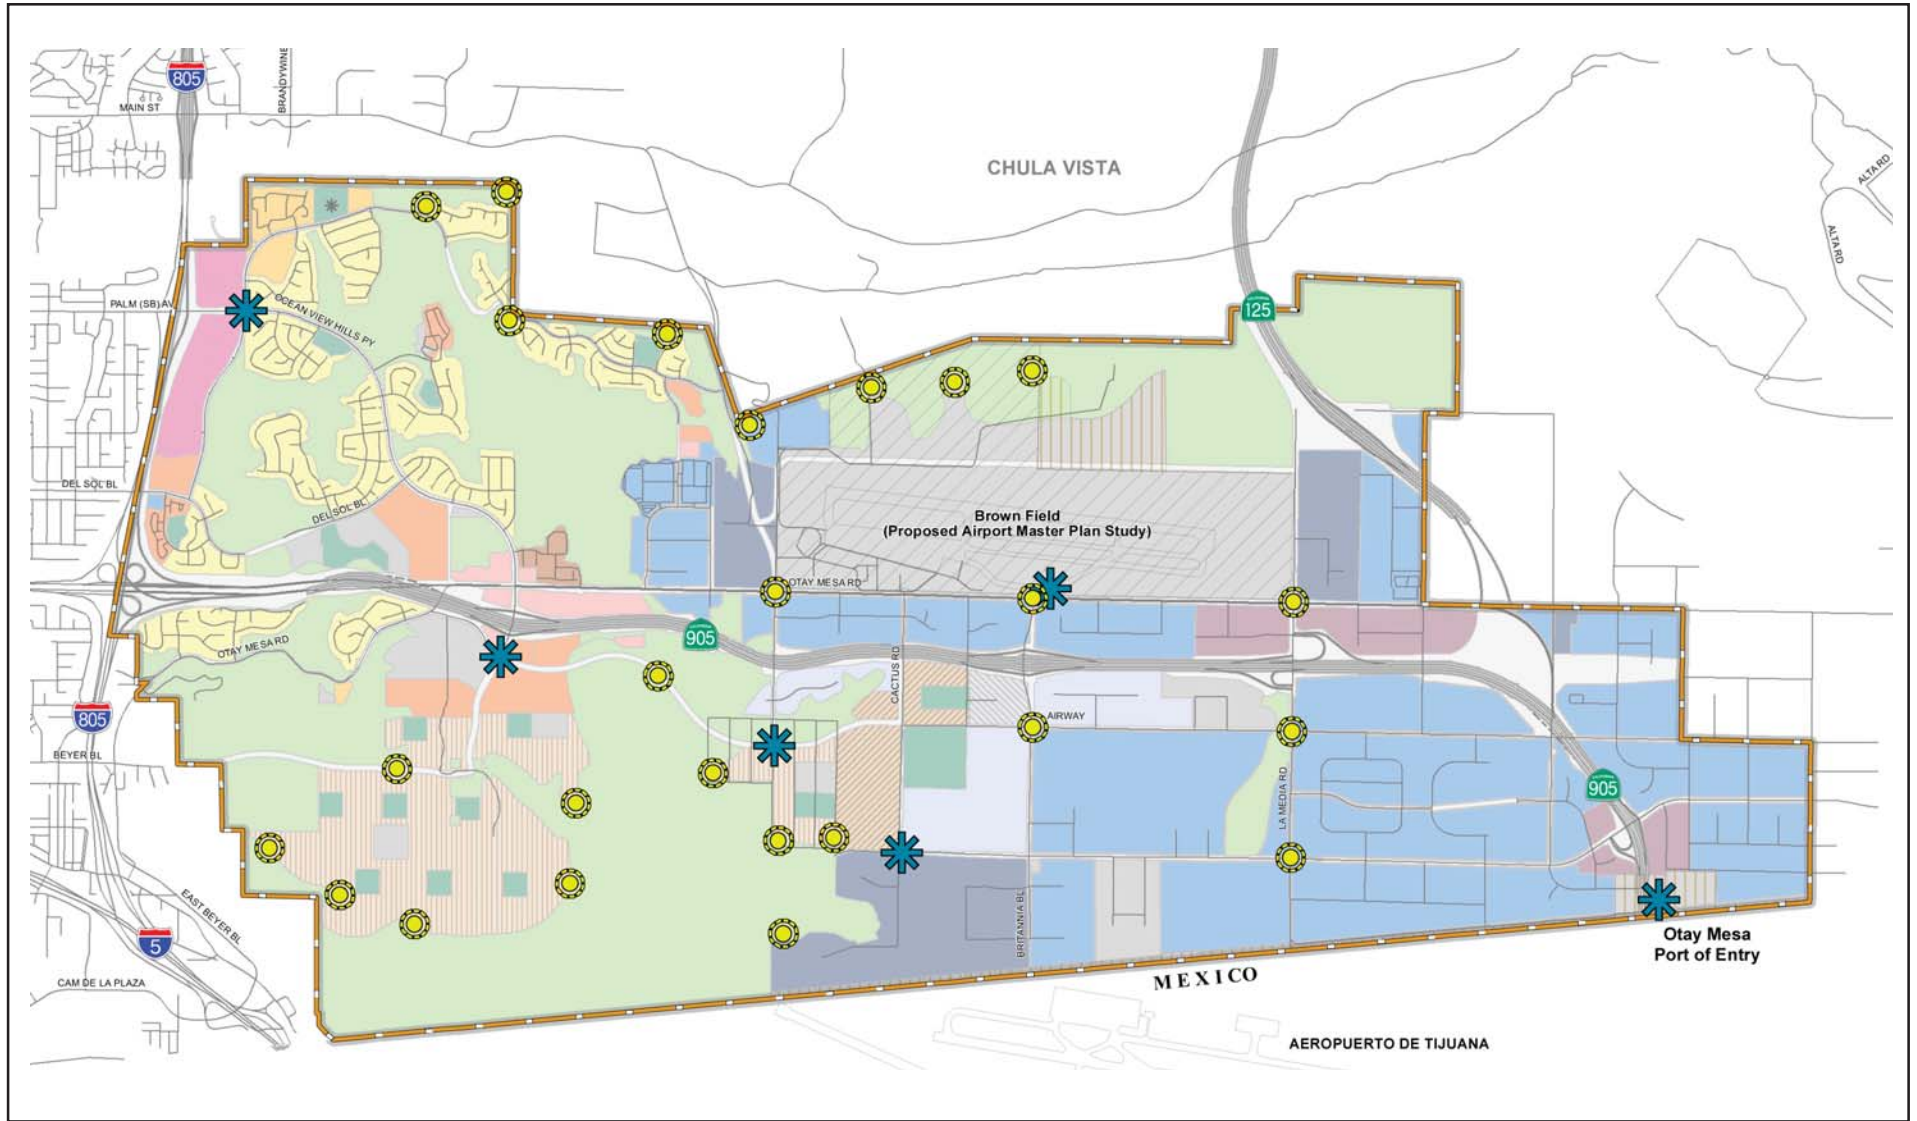 805
MAIN ST
BRANDYWINE
CHULA VISTA
ALTA RD
ALTA RD
PALM (SB) AV
OCEAN VIEW HILLS PY
CALIFORNIA
125
DEL SOL BL
DEL SOL BL
Brown Field
(Proposed Airport Master Plan Study)
OTAY MESA RD
OTAY MESA RD
CALIFORNIA
905
CACTUS RD
805
AIRWAY
BEYER BL
LA MEDIA RD
CALIFORNIA
905
EAST BEYER BL
BRITANNIA BL
5
Otay Mesa
Port of Entry
CAM DE LA PLAZA
MEXICO
AEROPUERTO DE TIJUANA